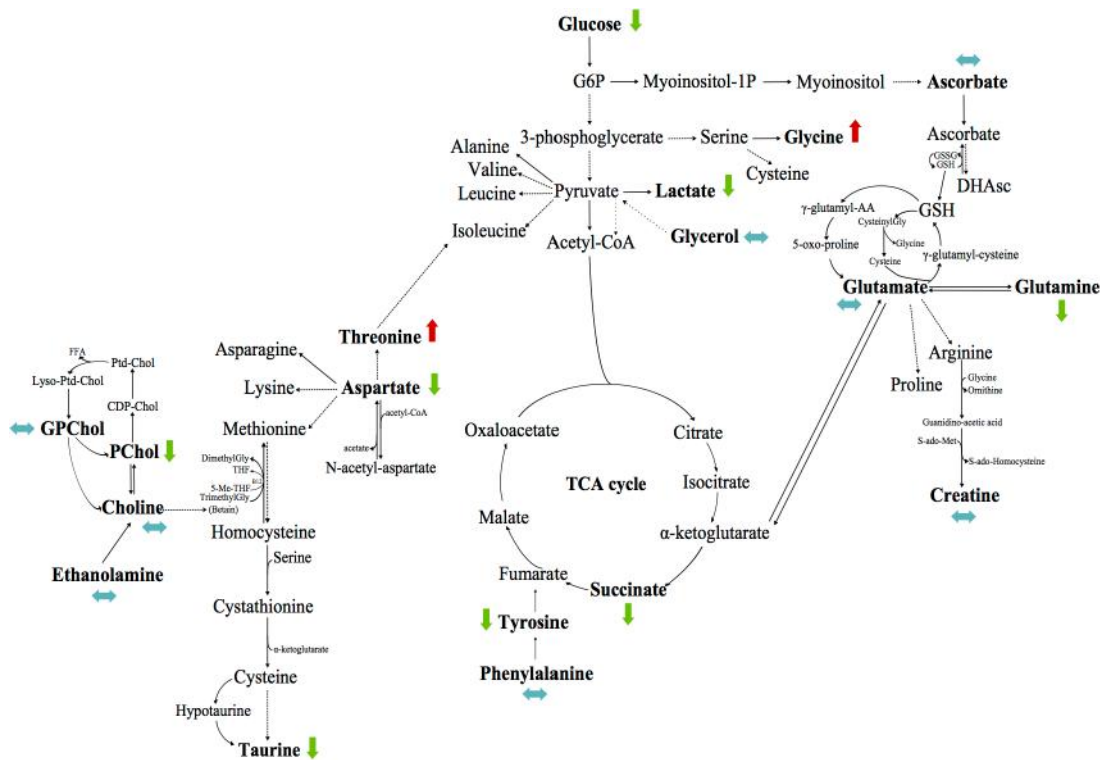 Glucose
G6P
Myoinositol-1P
Myoinositol
Ascorbate
3-phosphoglycerate
Serine
Glycine
Cysteine
Ascorbate
GSSG
GSH
DHAsc
Alanine
Valine
Leucine
Isoleucine
Pyruvate
Lactate
Acetyl-CoA
Glycerol
γ-glutamyl-AA
GSH
CysteinylGly
Glycine
Cysteine
5-oxo-proline
γ-glutamyl-cysteine
Glutamate
Glutamine
Arginine
Proline
Glycine
Ornithine
Guanidino-acetic acid
S-ado-Met
S-ado-Homocysteine
Creatine
Threonine
Asparagine
Lysine
Aspartate
Methionine
acetyl-CoA
acetate
N-acetyl-aspartate
FFA
Ptd-Chol
Lyso-Ptd-Chol
CDP-Chol
GPChol
PChol
Choline
Ethanolamine
DimethylGly
THF
B12
5-Me-THF
TrimethylGly
(Betain)
Homocysteine
Serine
Cystathionine
α-ketoglutarate
Cysteine
Hypotaurine
Taurine
Oxaloacetate
Citrate
TCA cycle
Isocitrate
Malate
α-ketoglutarate
Fumarate
Succinate
Tyrosine
Phenylalanine